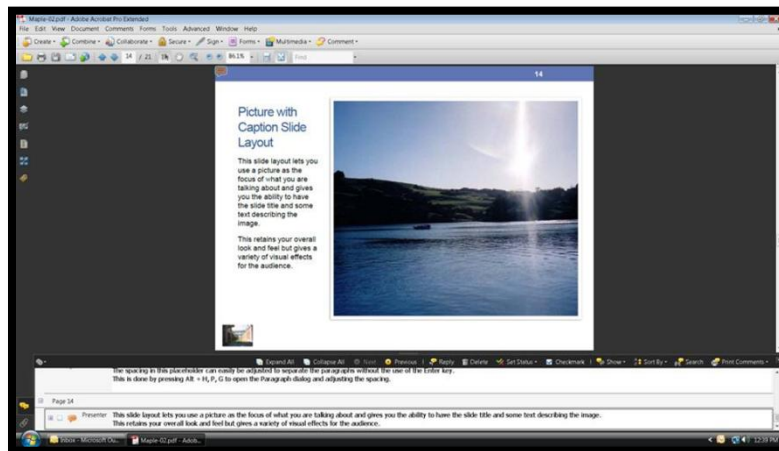 Maple-02.pdf - Adobe Acrobat Pro Extended
File Edit View Document Comments Forms Tools Advanced Window Help
Create Combine Collaborate Secure Sign Forms Multimedia Comment
14 / 21 86.1% Find
14
Picture with
Caption Slide
Layout
This slide layout lets you
use a picture as the
focus of what you are
talking about and gives
you the ability to have
the slide title and some
text describing the
image.
This retains your overall
look and feel but gives a
variety of visual effects
for the audience.
Expand All Collapse All Next Previous Reply Delete Set Status Checkmark Show Sort By Search Print Comments
The spacing in this placeholder can easily be adjusted to separate the paragraphs without the use of the Enter key.
This is done by pressing Alt + H, P, G to open the Paragraph dialog and adjusting the spacing.
Page 14
Presenter This slide layout lets you use a picture as the focus of what you are talking about and gives you the ability to have the slide title and some text describing the image.
This retains your overall look and feel but gives a variety of visual effects for the audience.
Inbox - Microsoft Ou... Maple-02.pdf - Adob... 12:39 PM